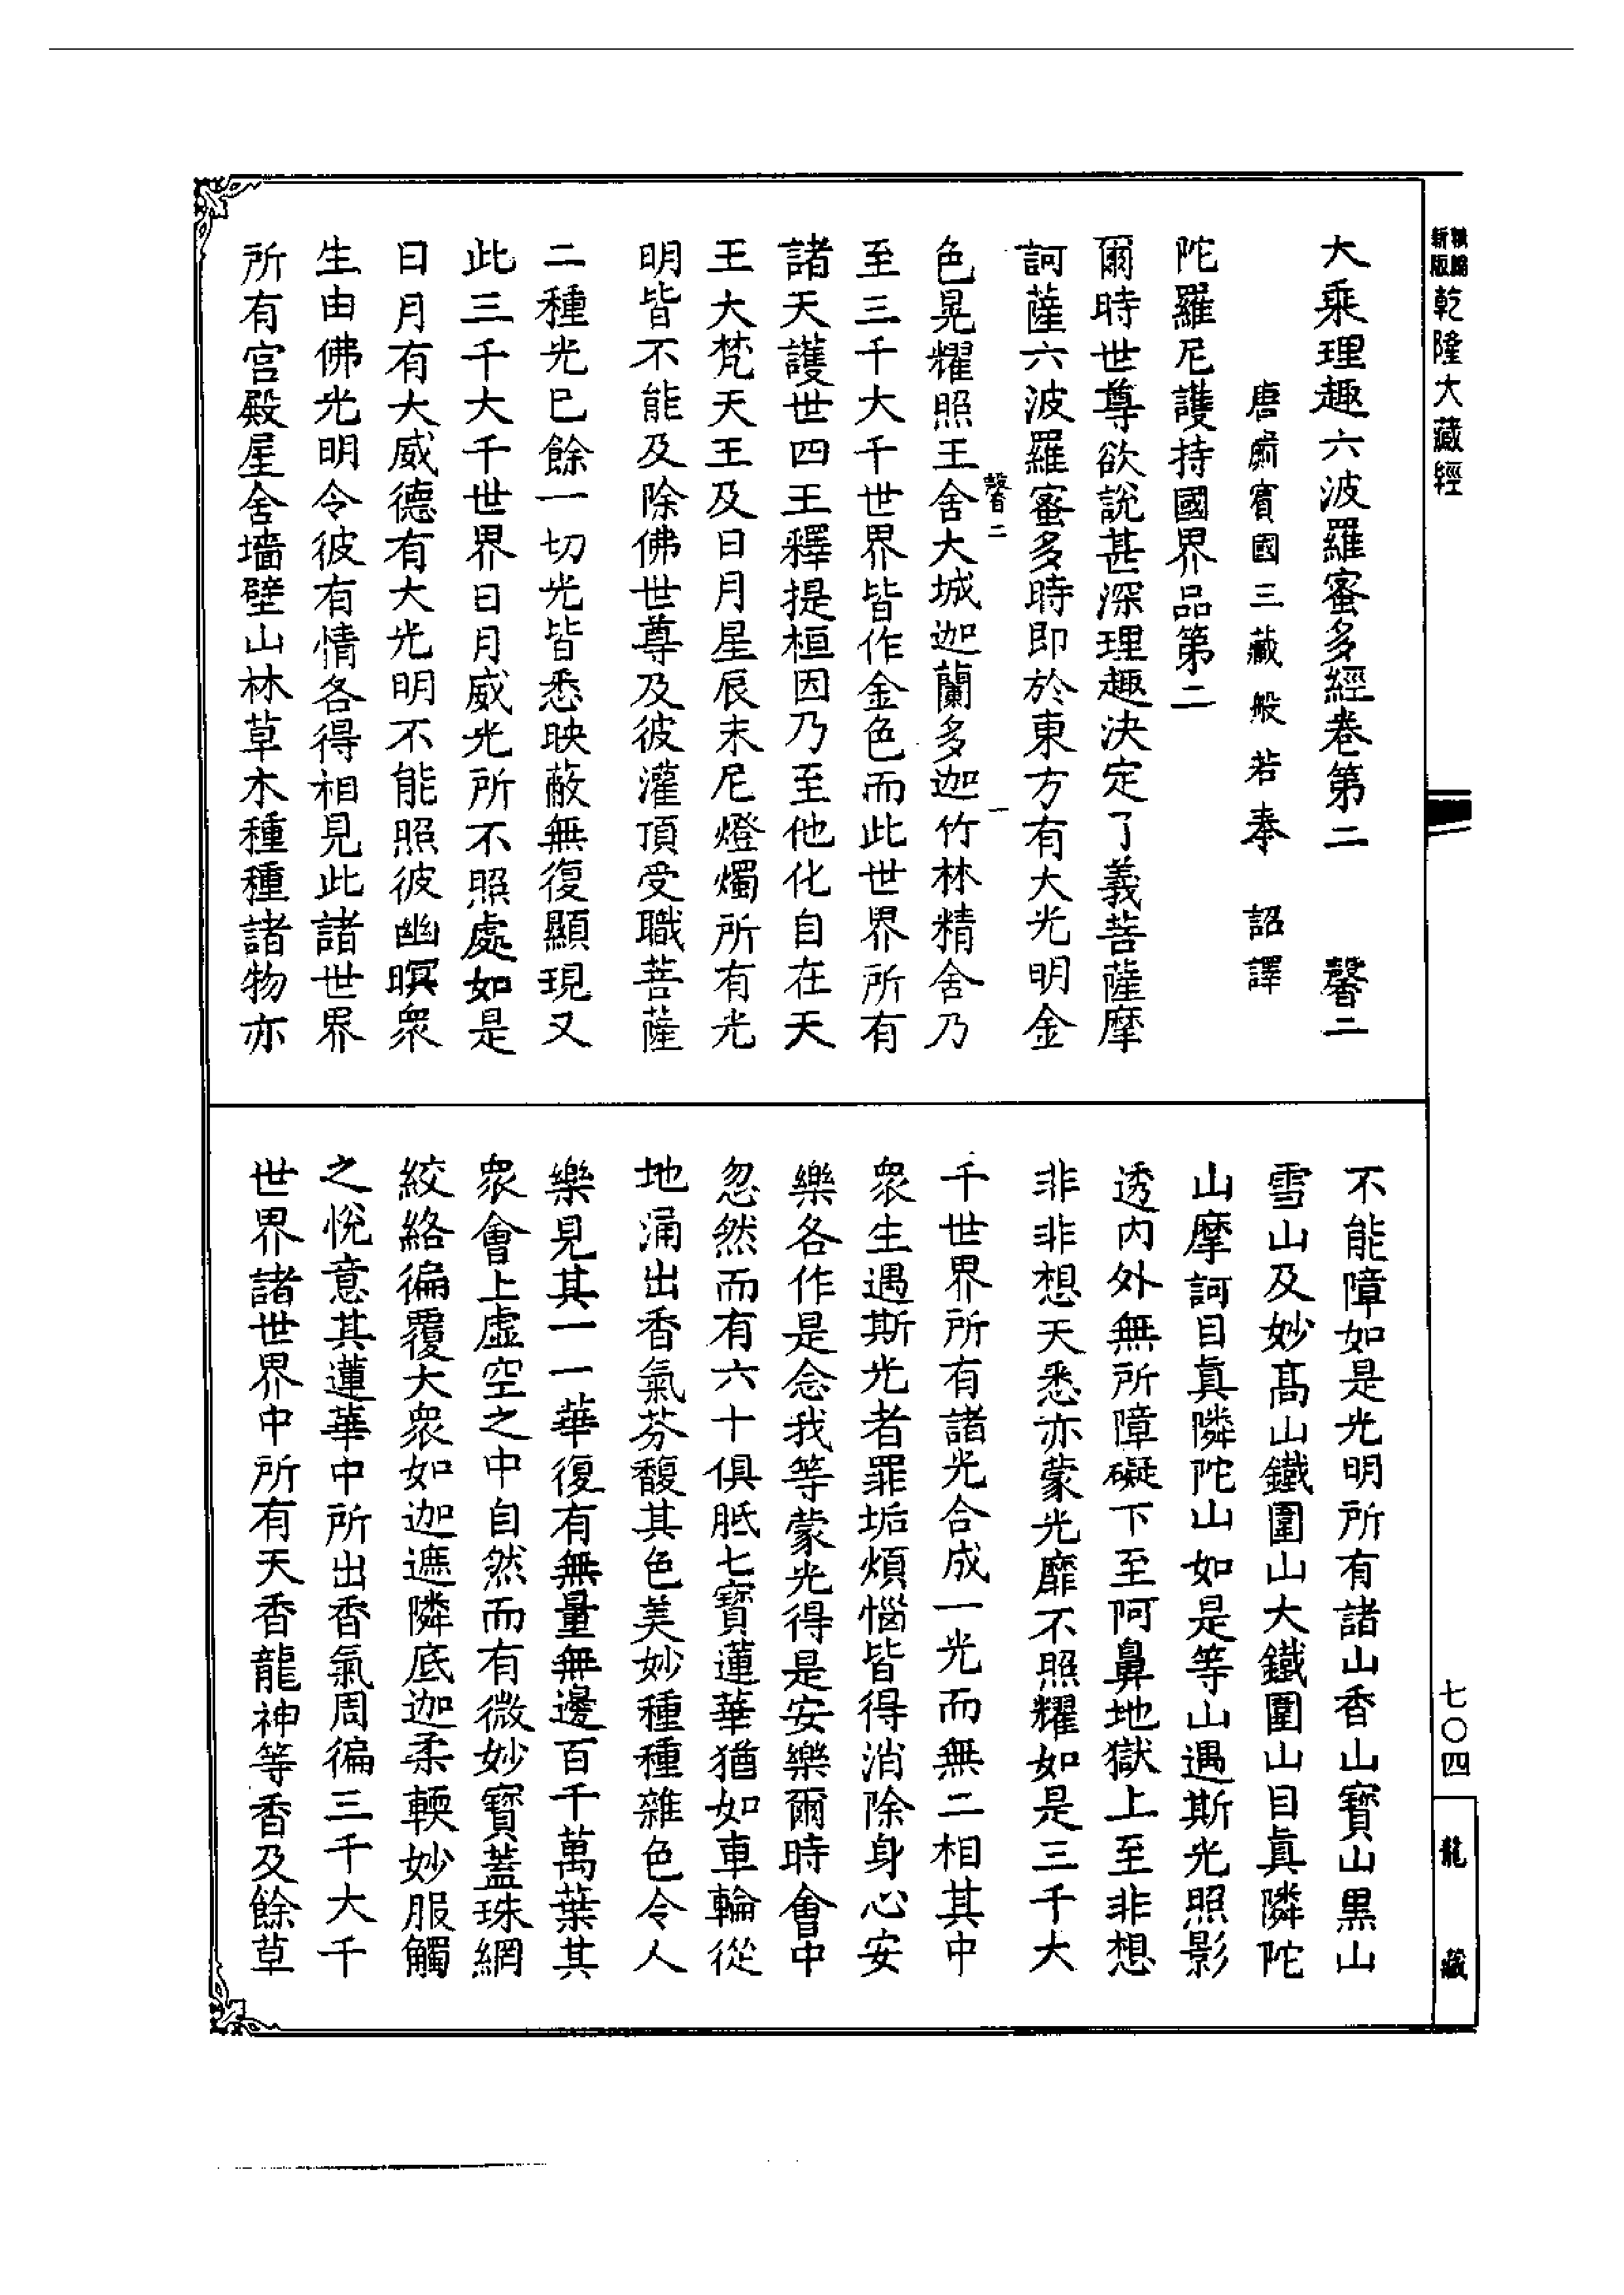 新版精編乾隆大藏經
大乘理趣六波羅蜜多經卷第二　馨二
唐罽賓國三藏般若奉　詔譯
陀羅尼護持國界品第二
爾時世尊欲說甚深理趣決定了義菩薩摩
訶薩六波羅蜜多時即於東方有大光明金
馨二　一
色晃耀照王舍大城迦蘭多迦竹林精舍乃
至三千大千世界皆作金色而此世界所有
諸天護世四王釋提桓因乃至他化自在天
王大梵天王及日月星辰末尼燈燭所有光
明皆不能及除佛世尊及彼灌頂受職菩薩
二種光已餘一切光皆悉映蔽無復顯現又
此三千大千世界日月威光所不照處如是
日月有大威德有大光明不能照彼幽暝眾
生由佛光明令彼有情各得相見此諸世界
所有宮殿屋舍墻壁山林草木種種諸物亦
不能障如是光明所有諸山香山寶山黑山
雪山及妙高山鐵圍山大鐵圍山目真隣陀
山摩訶目真隣陀山如是等山遇斯光照影
透內外無所障礙下至阿鼻地獄上至非想
非非想天悉亦蒙光靡不照耀如是三千大
千世界所有諸光合成一光而無二相其中
眾生遇斯光者罪垢煩惱皆得消除身心安
樂各作是念我等蒙光得是安樂爾時會中
忽然而有六十俱胝七寶蓮華猶如車輪從
地涌出香氣芬馥其色美妙種種雜色令人
樂見其一一華復有無量無邊百千萬葉其
眾會上虛空之中自然而有微妙寶蓋珠網
絞絡徧覆大眾如迦遮隣底迦柔輭妙服觸
之悅意其蓮華中所出香氣周徧三千大千
世界諸世界中所有天香龍神等香及餘草
七〇四
龍藏